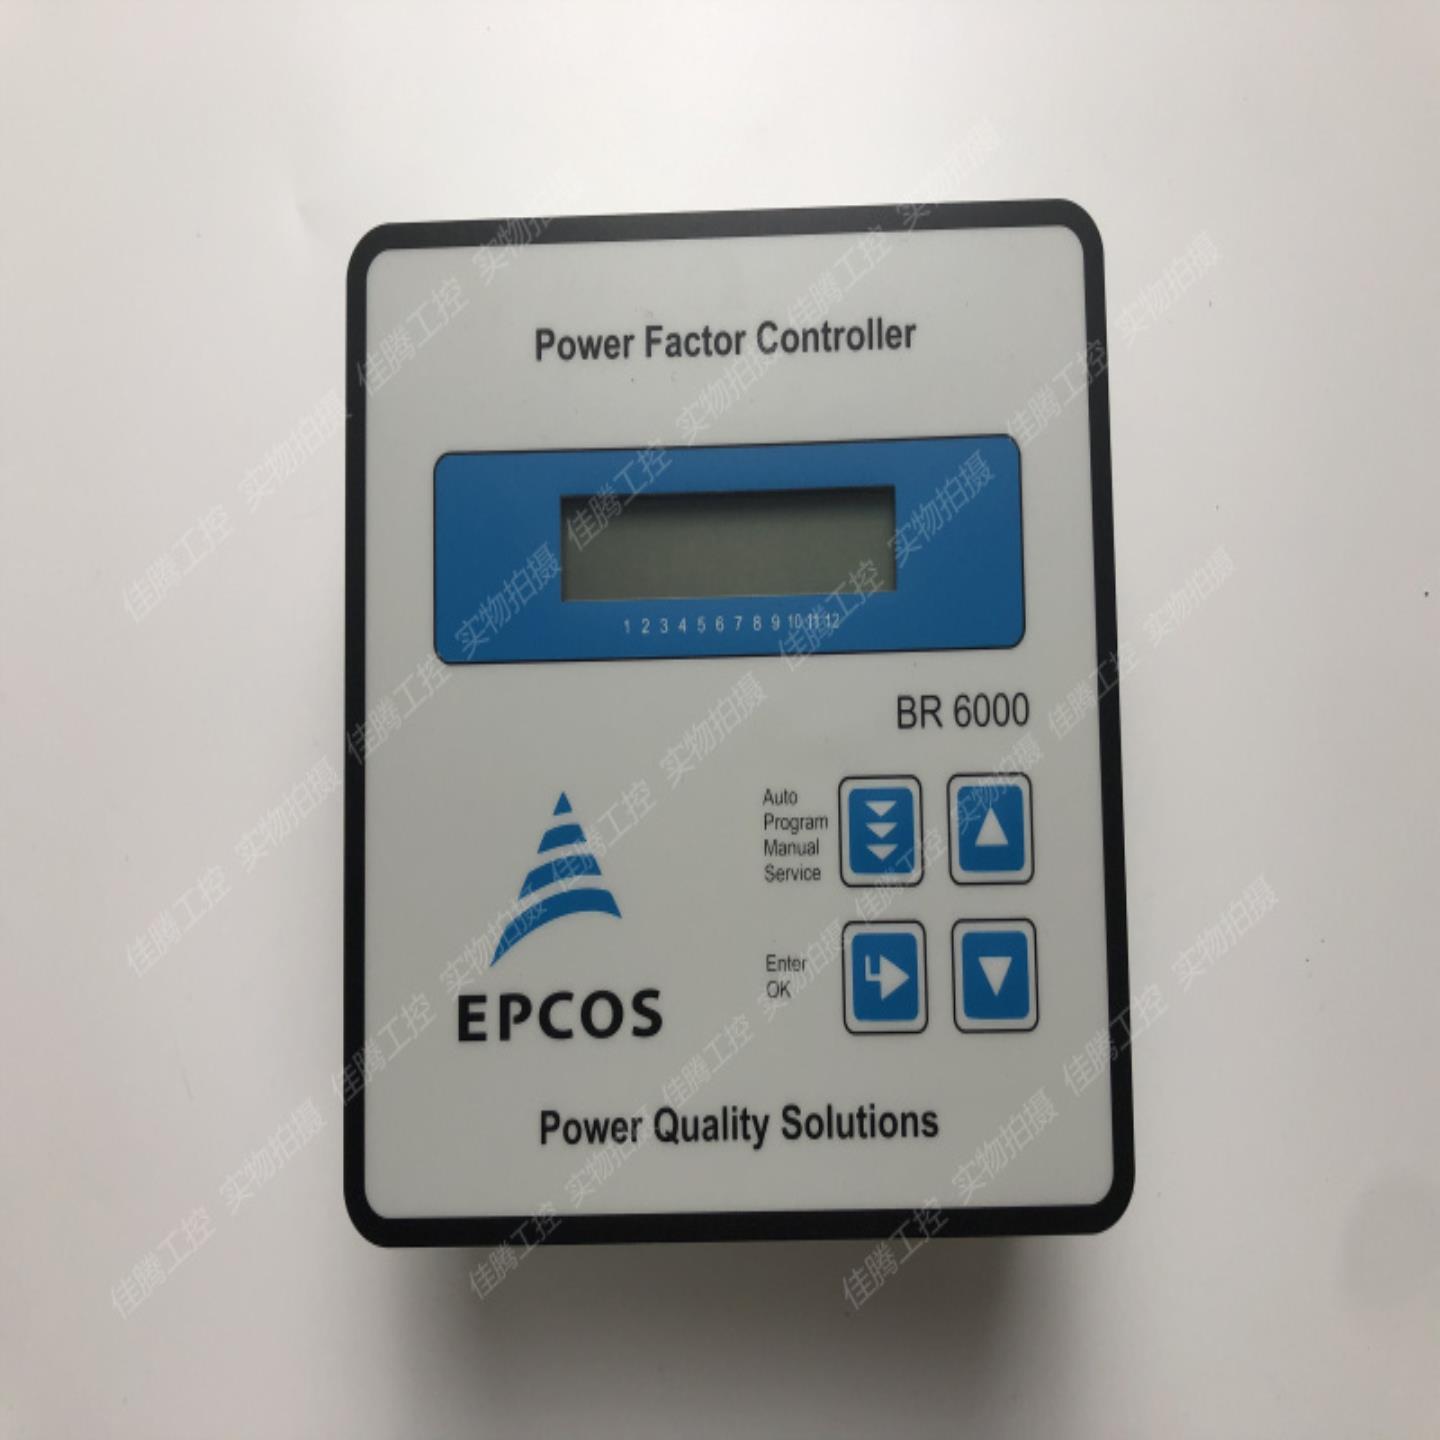 Power Factor Controller
1 2 3 4 5 6 7 8 9 10 11 12
BR 6000
Auto
Program
Manual
Service
Enter
OK
EPCOS
Power Quality Solutions
佳腾工控 实物拍摄